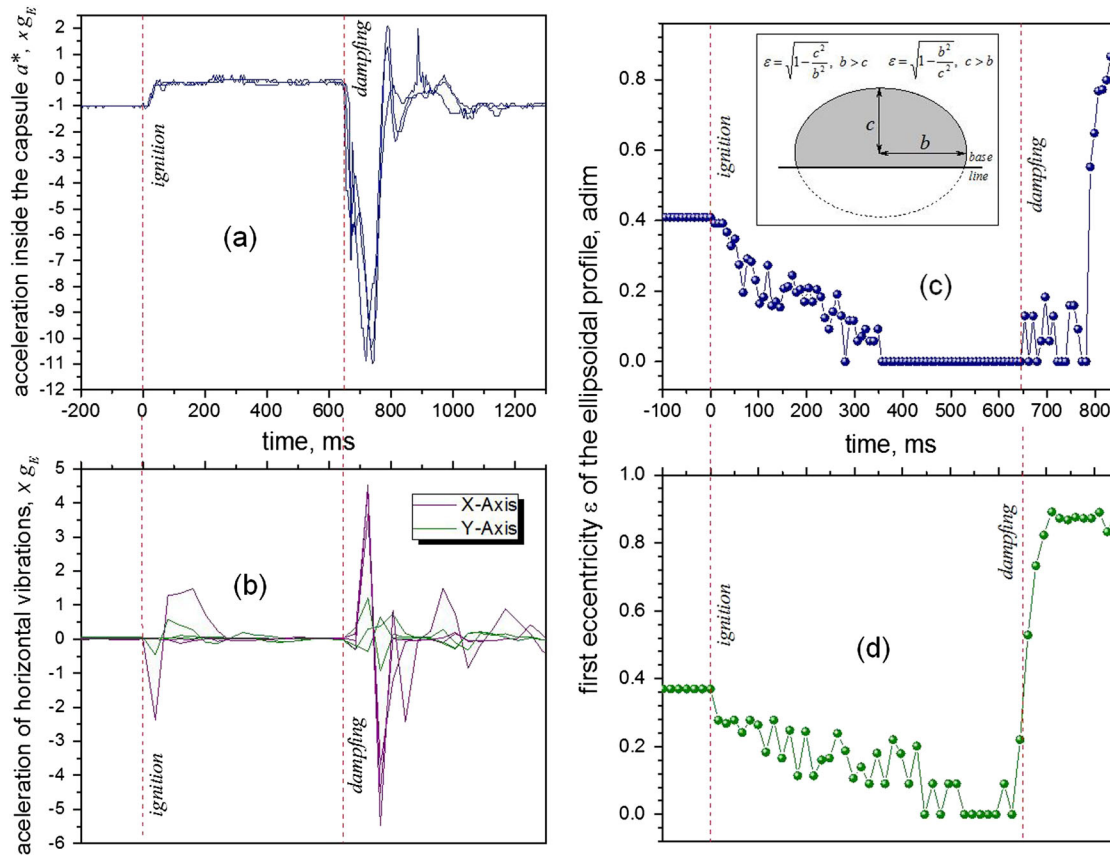 acceleration inside the capsule a*, x g_E
2
1
0
-1
-2
-3
-4
-5
-6
-7
-8
-9
-10
-11
-12
ignition
damping
(a)
-200 0 200 400 600 800 1000 1200
time, ms
acceleration of horizontal vibrations, x g_E
5
4
3
2
1
0
-1
-2
-3
-4
-5
-6
X-Axis
Y-Axis
(b)
ignition
damping
first eccentricity ε of the ellipsoidal profile, adim
0.8
0.6
0.4
0.2
0.0
ignition
ε=√(1-c²/b²), b>c ε=√(1-b²/c²), c>b
c
b
base
line
damping
(c)
-100 0 100 200 300 400 500 600 700 800
time, ms
1.0
0.8
0.6
0.4
0.2
0.0
ignition
damping
(d)